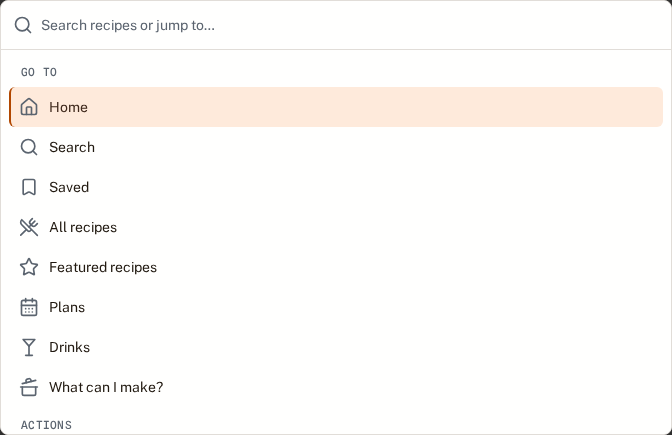 Search recipes or jump to...
GO TO
Home
Search
Saved
All recipes
Featured recipes
Plans
Drinks
What can I make?
ACTIONS